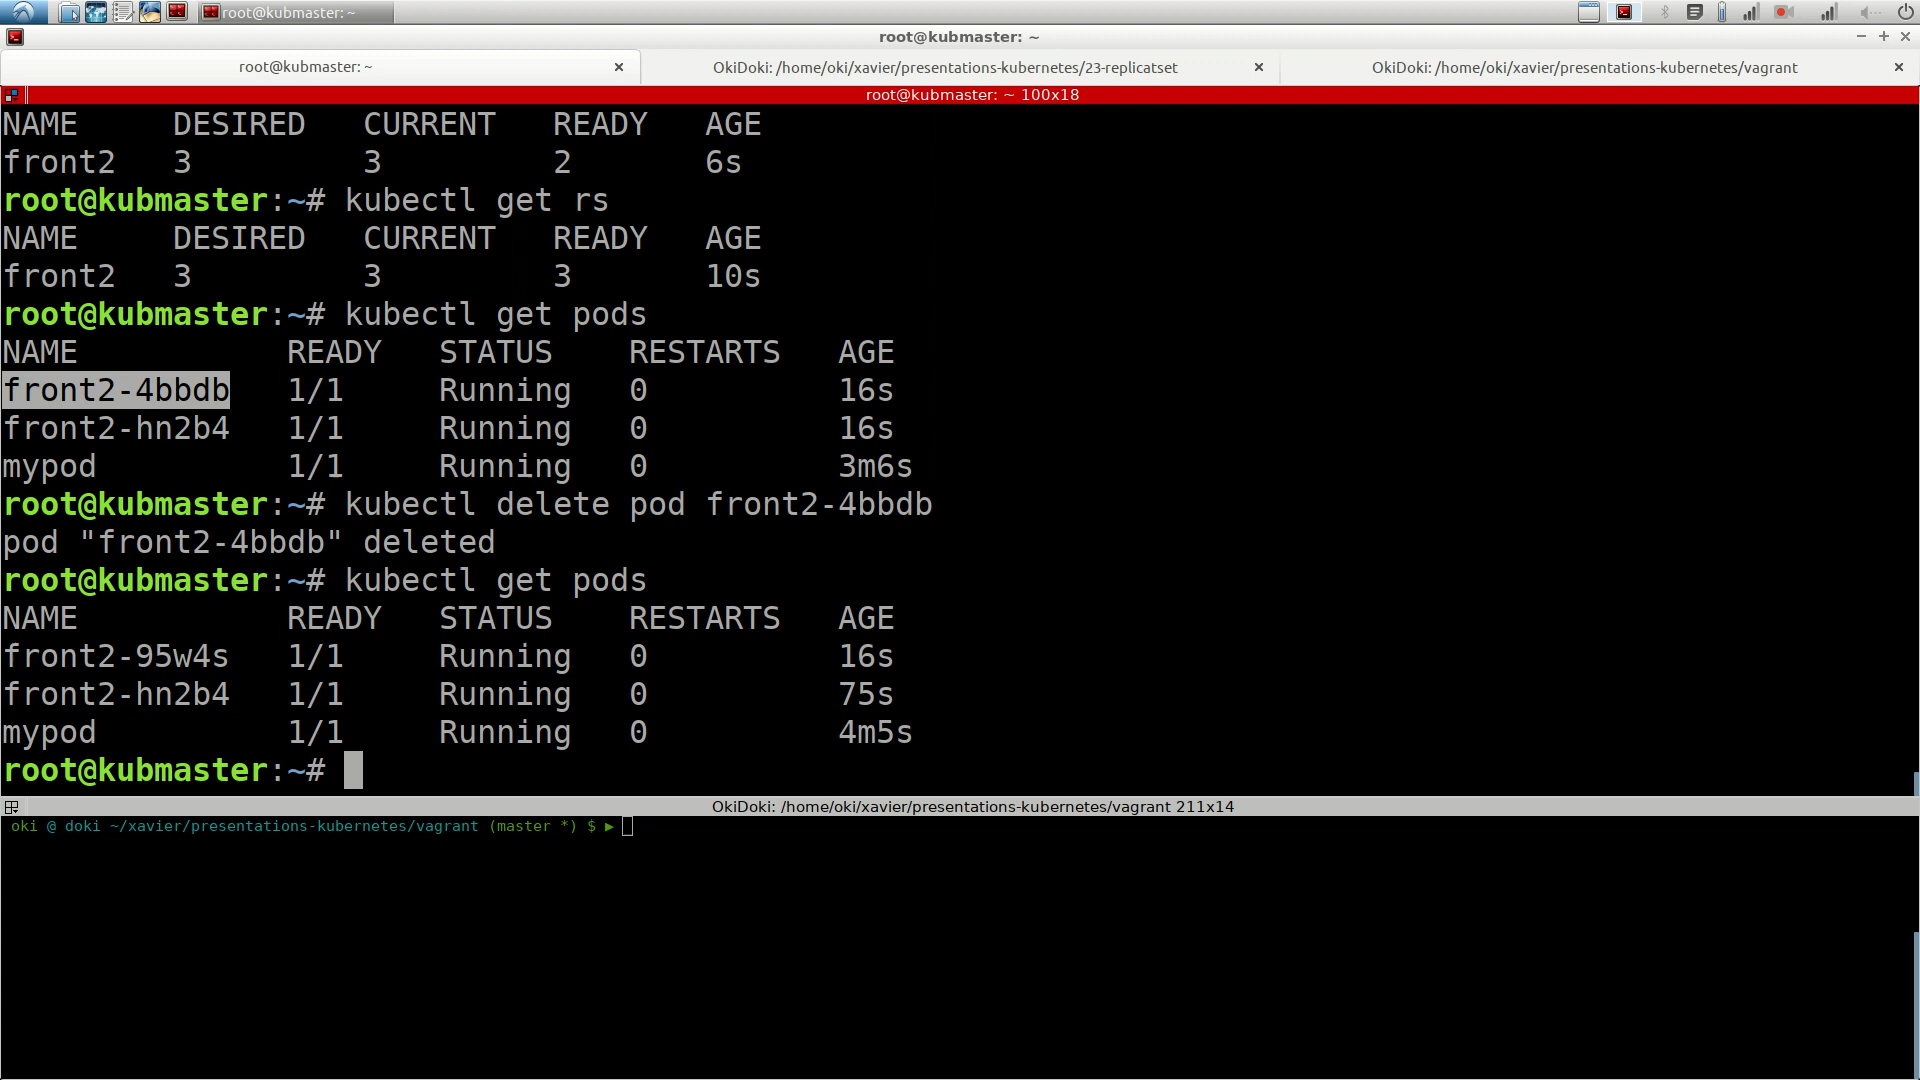 root@kubmaster: ~
root@kubmaster: ~
root@kubmaster: ~
OkiDoki: /home/oki/xavier/presentations-kubernetes/23-replicatset
OkiDoki: /home/oki/xavier/presentations-kubernetes/vagrant
root@kubmaster: ~ 100x18
NAME DESIRED CURRENT READY AGE
front2 3 3 2 6s
root@kubmaster:~# kubectl get rs
NAME DESIRED CURRENT READY AGE
front2 3 3 3 10s
root@kubmaster:~# kubectl get pods
NAME READY STATUS RESTARTS AGE
front2-4bbdb 1/1 Running 0 16s
front2-hn2b4 1/1 Running 0 16s
mypod 1/1 Running 0 3m6s
root@kubmaster:~# kubectl delete pod front2-4bbdb
pod "front2-4bbdb" deleted
root@kubmaster:~# kubectl get pods
NAME READY STATUS RESTARTS AGE
front2-95w4s 1/1 Running 0 16s
front2-hn2b4 1/1 Running 0 75s
mypod 1/1 Running 0 4m5s
root@kubmaster:~#
OkiDoki: /home/oki/xavier/presentations-kubernetes/vagrant 211x14
oki @ doki ~/xavier/presentations-kubernetes/vagrant (master *) $ ▶